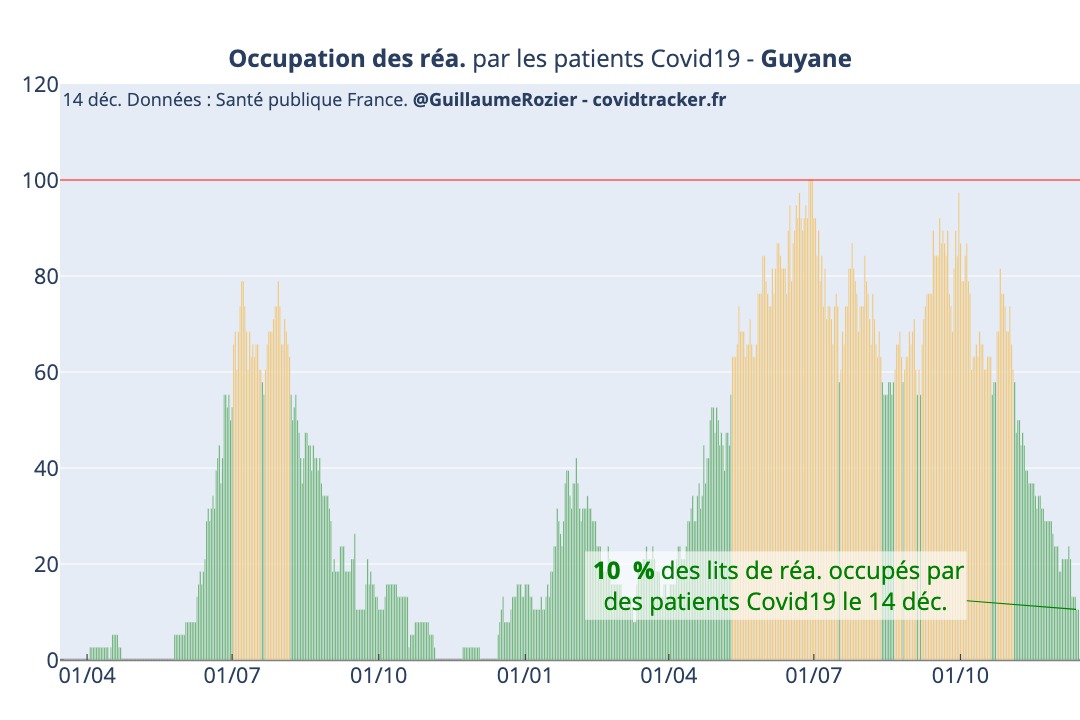 Occupation des réa. par les patients Covid19 - Guyane
14 déc. Données : Santé publique France. @GuillaumeRozier - covidtracker.fr
120
100
80
60
40
20
0
10 % des lits de réa. occupés par
des patients Covid19 le 14 déc.
01/04 01/07 01/10 01/01 01/04 01/07 01/10